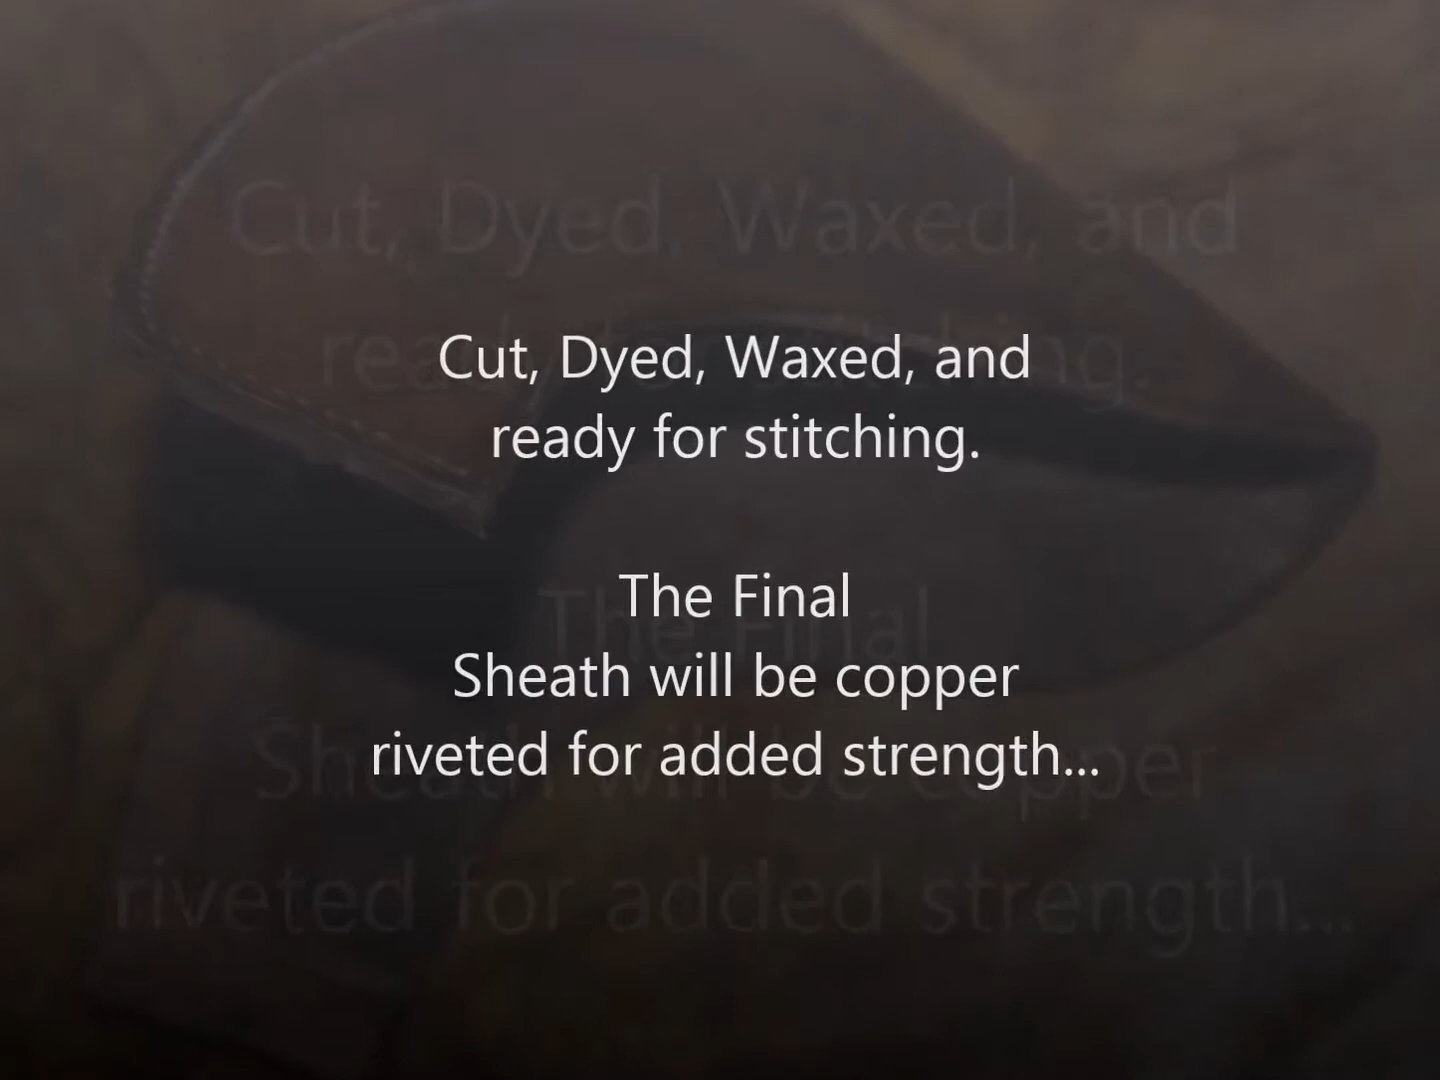 Cut, Dyed, Waxed, and
ready for stitching.
The Final
Sheath will be copper
riveted for added strength...